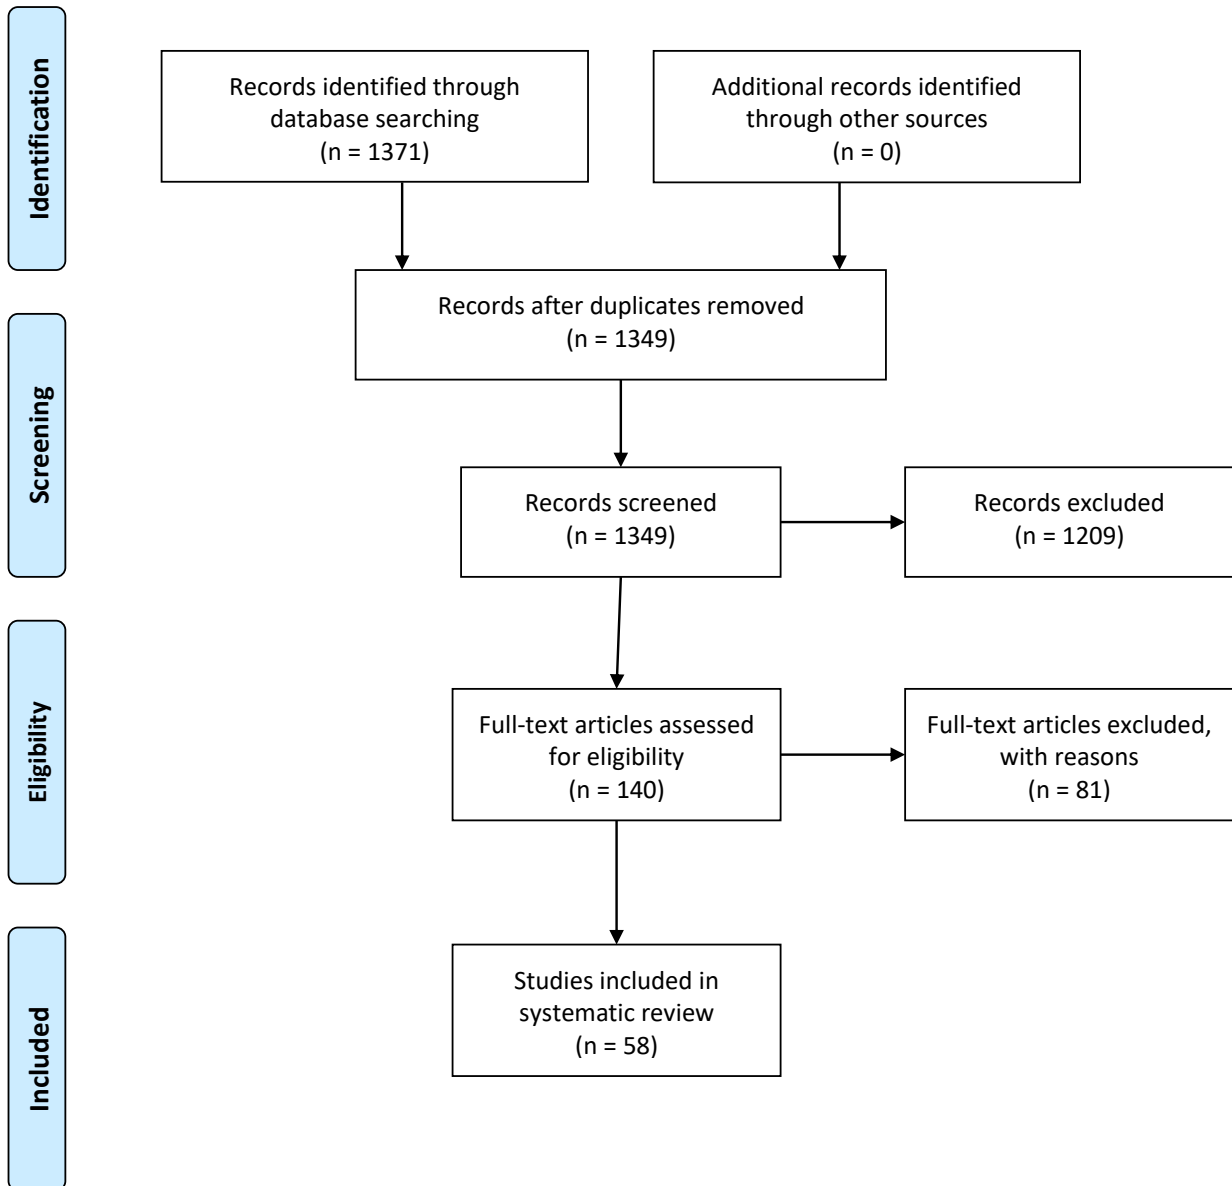 Identification
Records identified through
database searching
(n = 1371)
Additional records identified
through other sources
(n = 0)
Records after duplicates removed
(n = 1349)
Screening
Records screened
(n = 1349)
Records excluded
(n = 1209)
Eligibility
Full-text articles assessed
for eligibility
(n = 140)
Full-text articles excluded,
with reasons
(n = 81)
Included
Studies included in
systematic review
(n = 58)